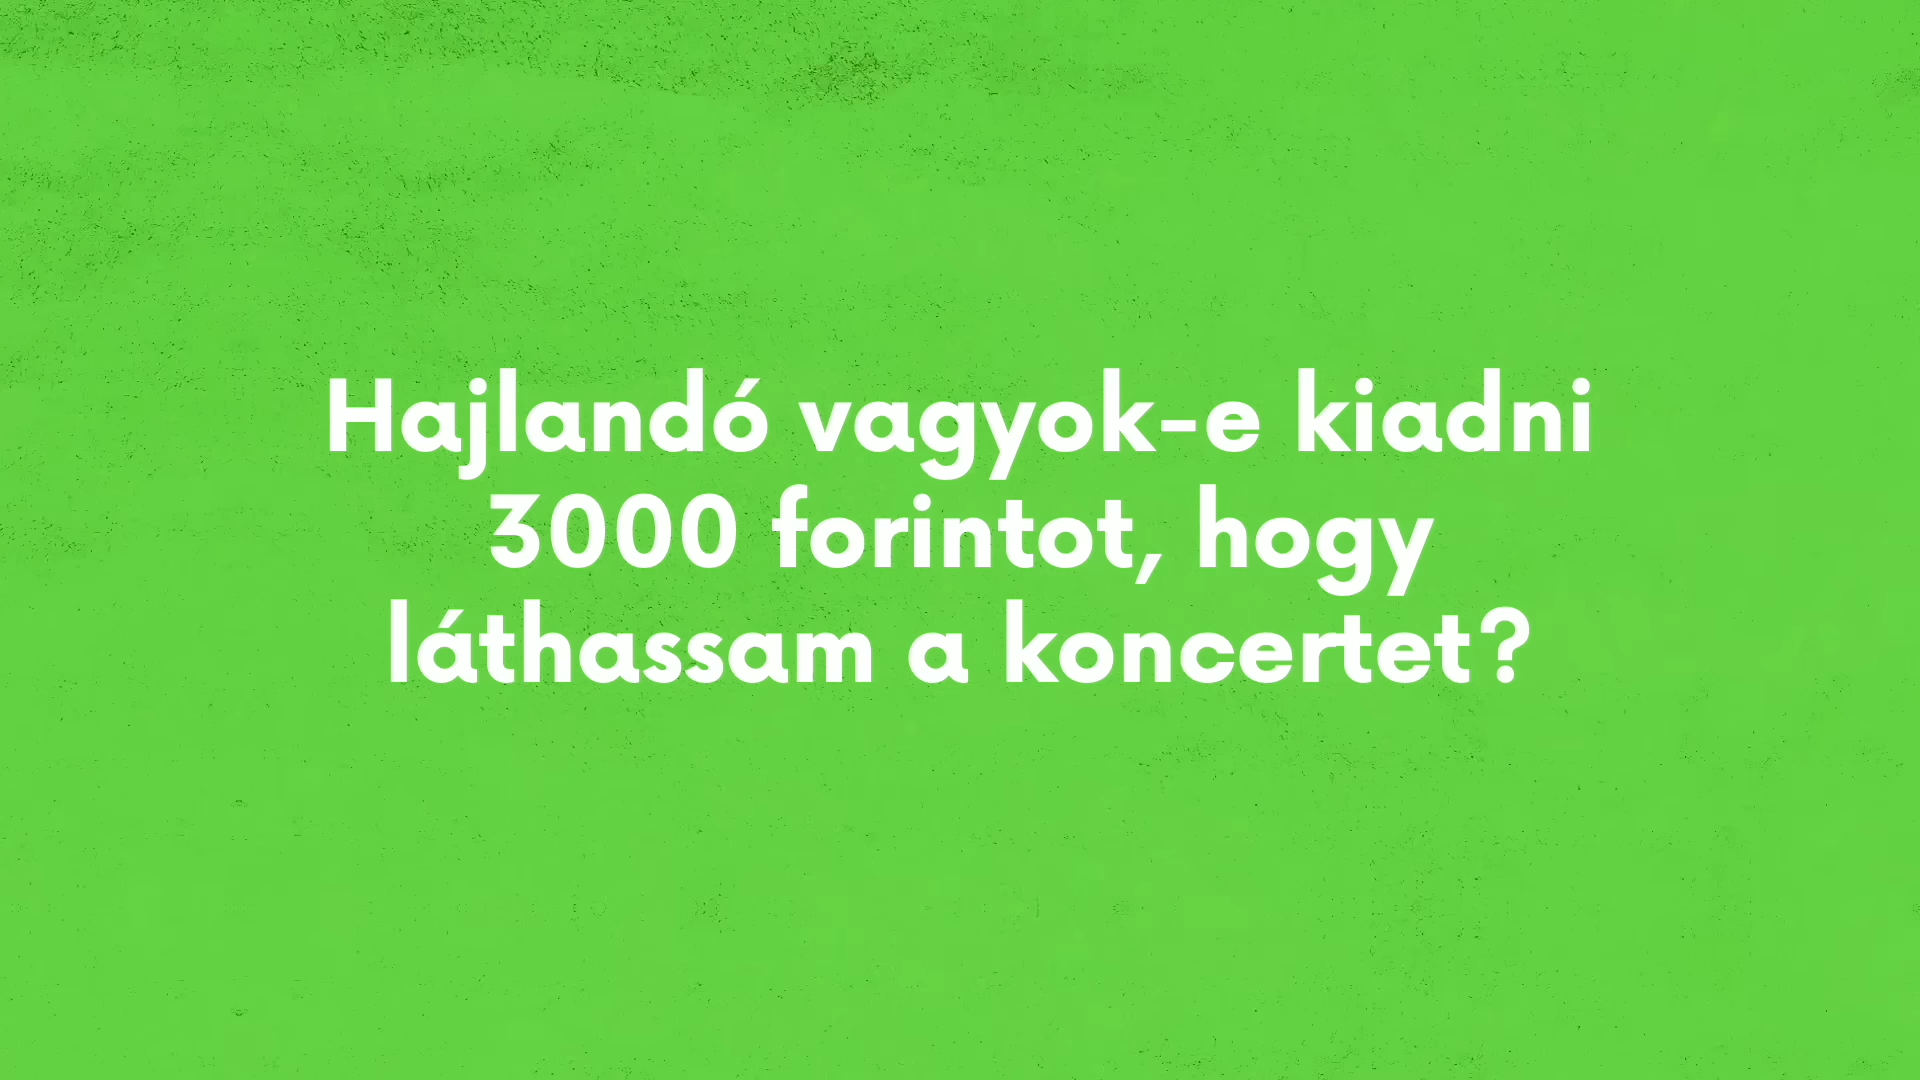 Hajlandó vagyok-e kiadni
3000 forintot, hogy
láthassam a koncertet?